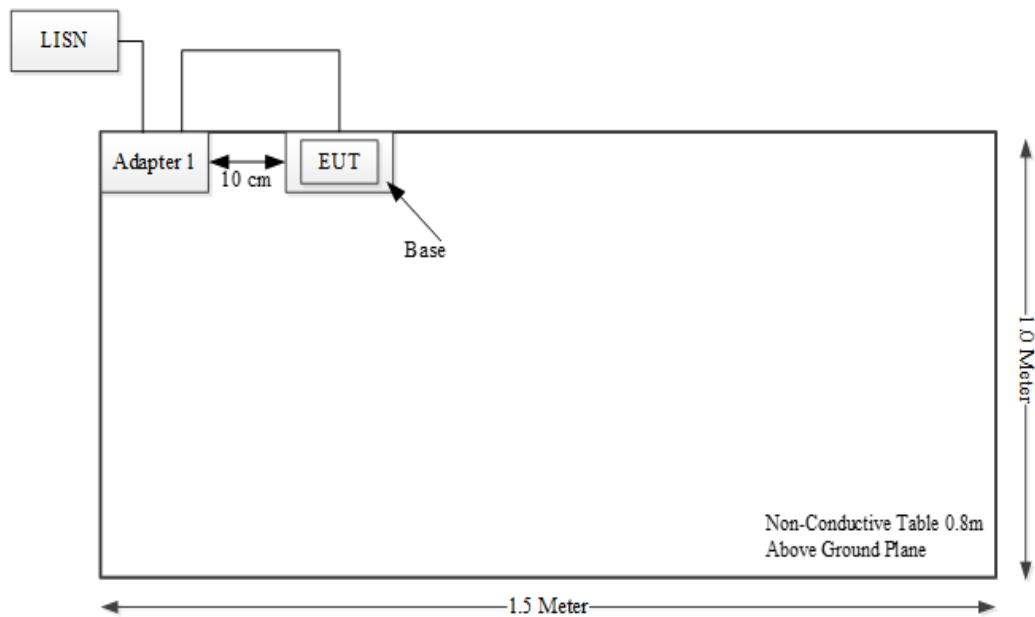 LISN
Adapter 1
EUT
10 cm
Base
1.0 Meter
Non-Conductive Table 0.8m
Above Ground Plane
1.5 Meter